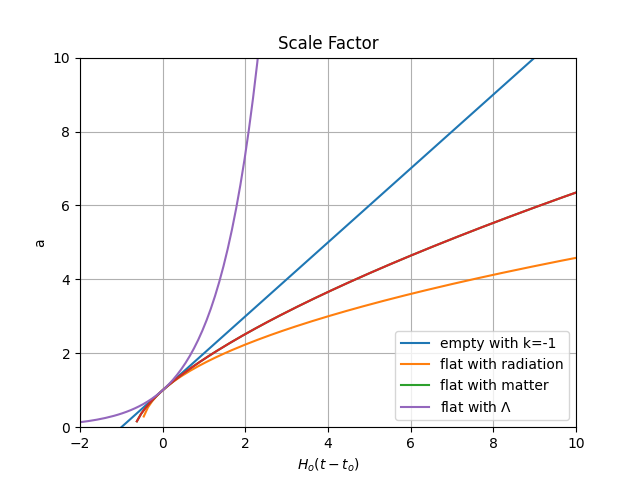 Scale Factor
10
8
6
4
2
0
a
−2
0
2
4
6
8
10
H₀(t − t₀)
empty with k=-1
flat with radiation
flat with matter
flat with Λ